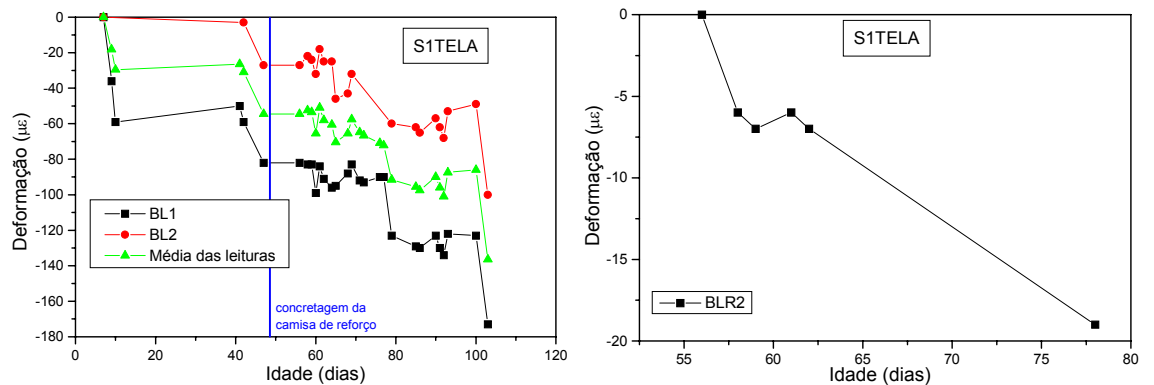 S1TELA
Deformação (με)
0
-20
-40
-60
-80
-100
-120
-140
-160
-180
BL1
BL2
Média das leituras
concretagem da
camisa de reforço
0 20 40 60 80 100 120
Idade (dias)
S1TELA
Deformação (με)
0
-5
-10
-15
-20
BLR2
55 60 65 70 75 80
Idade (dias)